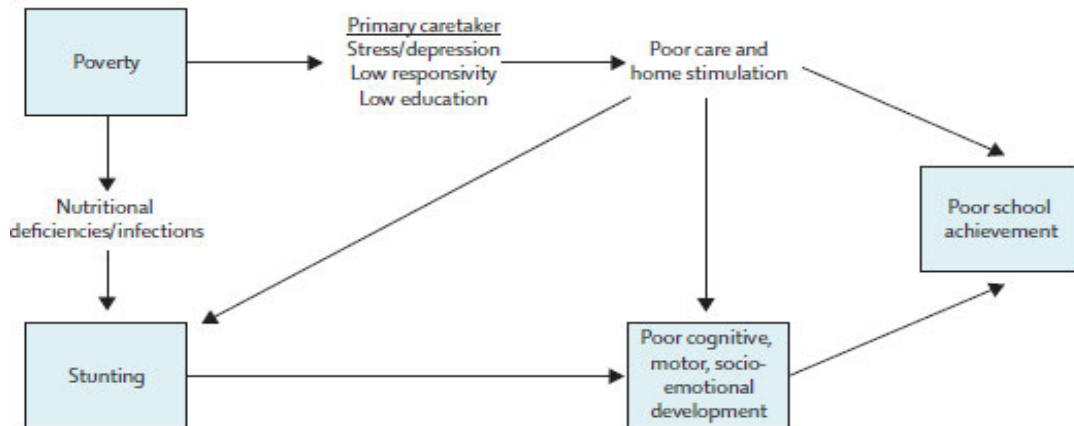 Poverty
Primary caretaker
Stress/depression
Low responsivity
Low education
Poor care and
home stimulation
Nutritional
deficiencies/infections
Poor school
achievement
Stunting
Poor cognitive,
motor, socio-
emotional
development